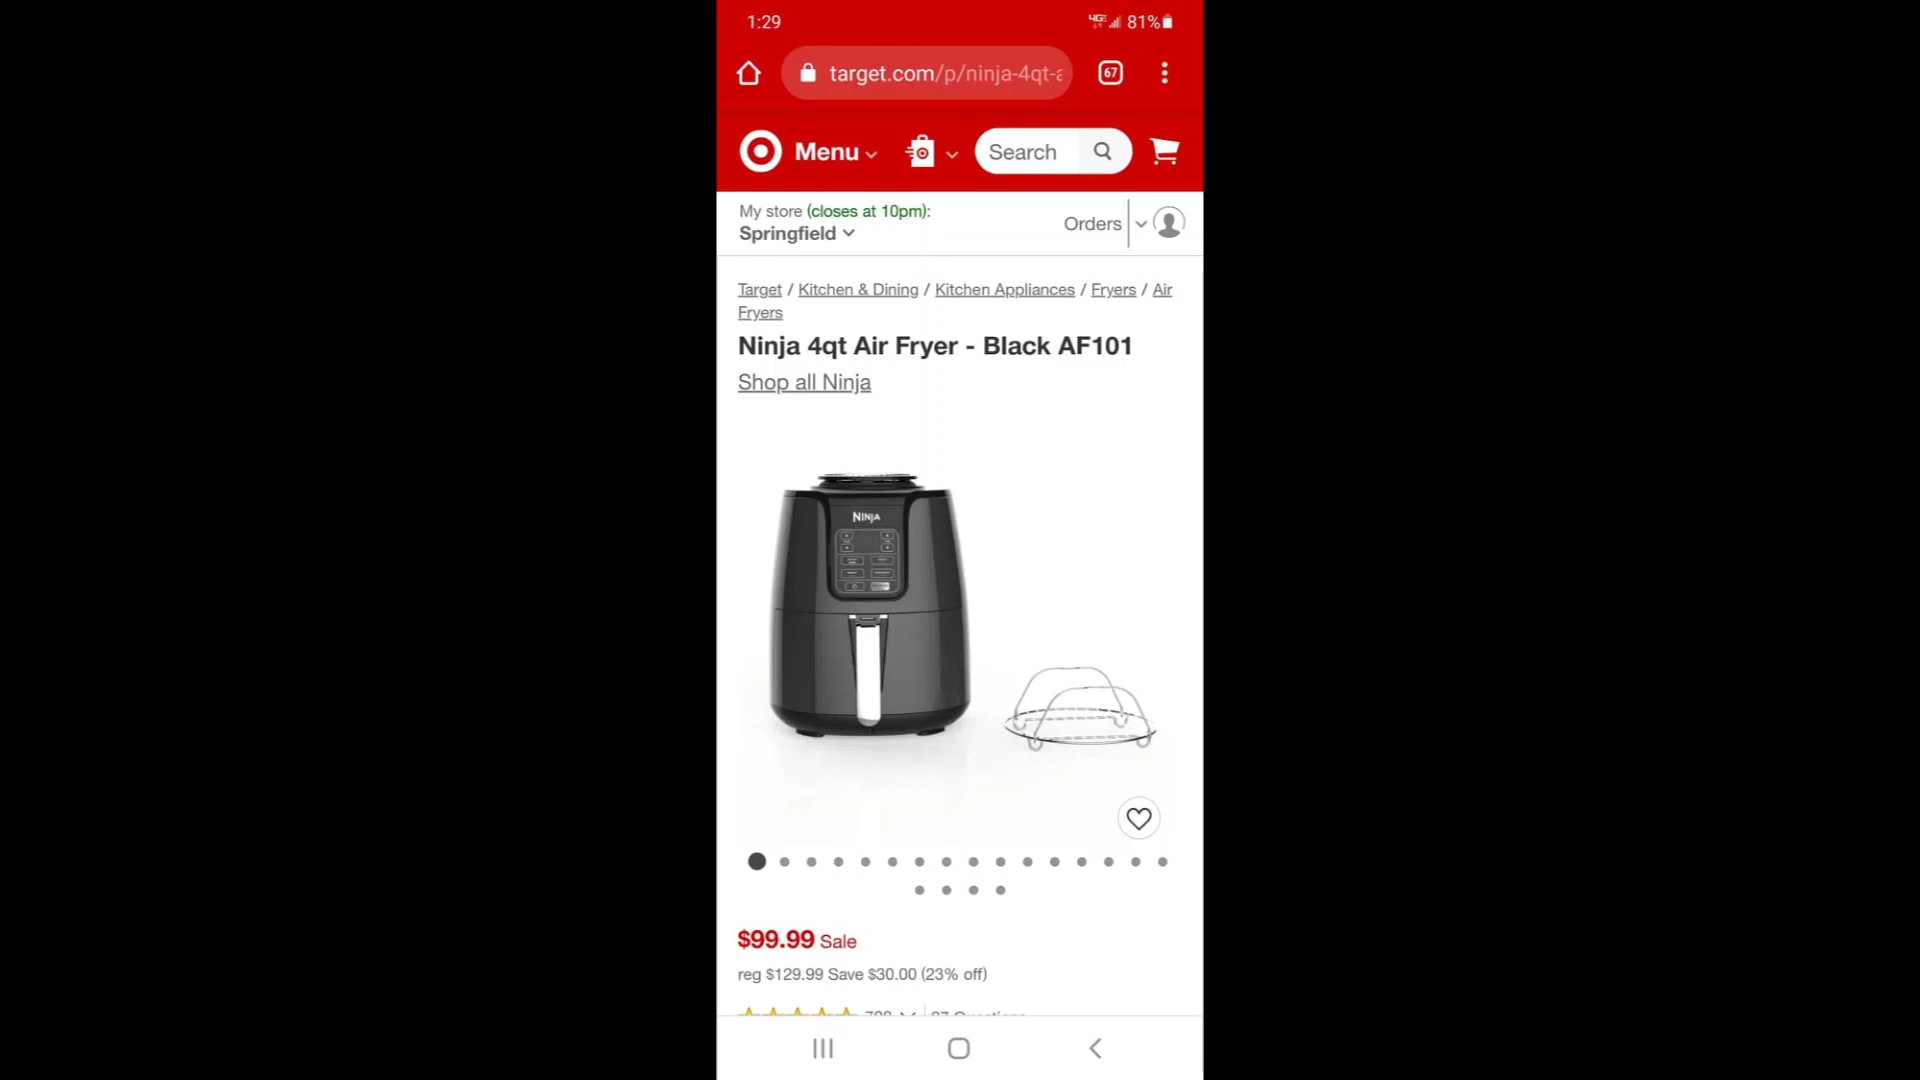 1:29 81%
target.com/p/ninja-4qt-a 67
Menu Search
My store (closes at 10pm):
Springfield
Orders
Target / Kitchen & Dining / Kitchen Appliances / Fryers / Air
Fryers
Ninja 4qt Air Fryer - Black AF101
Shop all Ninja
NINJA
$99.99 Sale
reg $129.99 Save $30.00 (23% off)